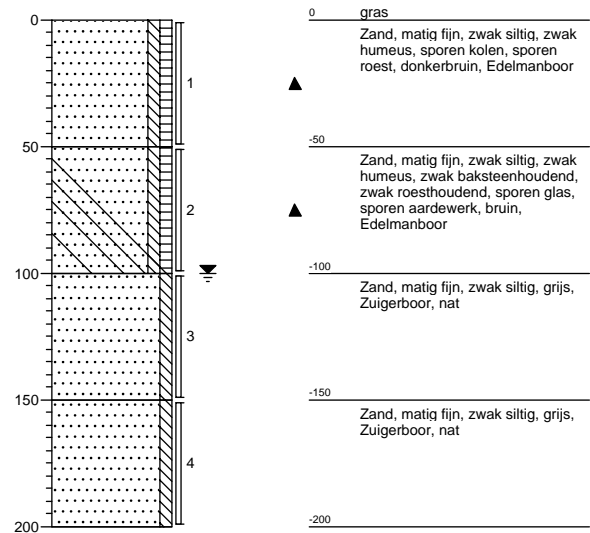 0
50
100
150
200
1
2
3
4
0
gras
Zand, matig fijn, zwak siltig, zwak
humeus, sporen kolen, sporen
roest, donkerbruin, Edelmanboor
-50
Zand, matig fijn, zwak siltig, zwak
humeus, zwak baksteenhoudend,
zwak roesthoudend, sporen glas,
sporen aardewerk, bruin,
Edelmanboor
-100
Zand, matig fijn, zwak siltig, grijs,
Zuigerboor, nat
-150
Zand, matig fijn, zwak siltig, grijs,
Zuigerboor, nat
-200